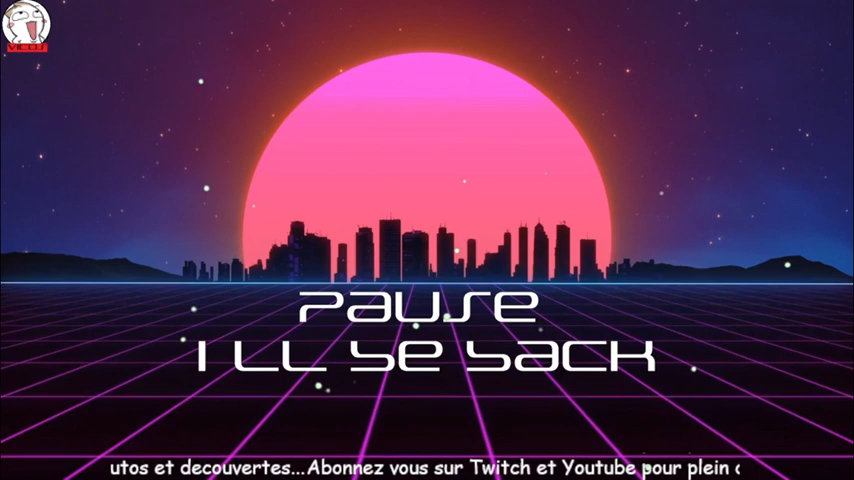 Pause
I LL be back
utos et decouvertes...Abonnez vous sur Twitch et Youtube pour plein